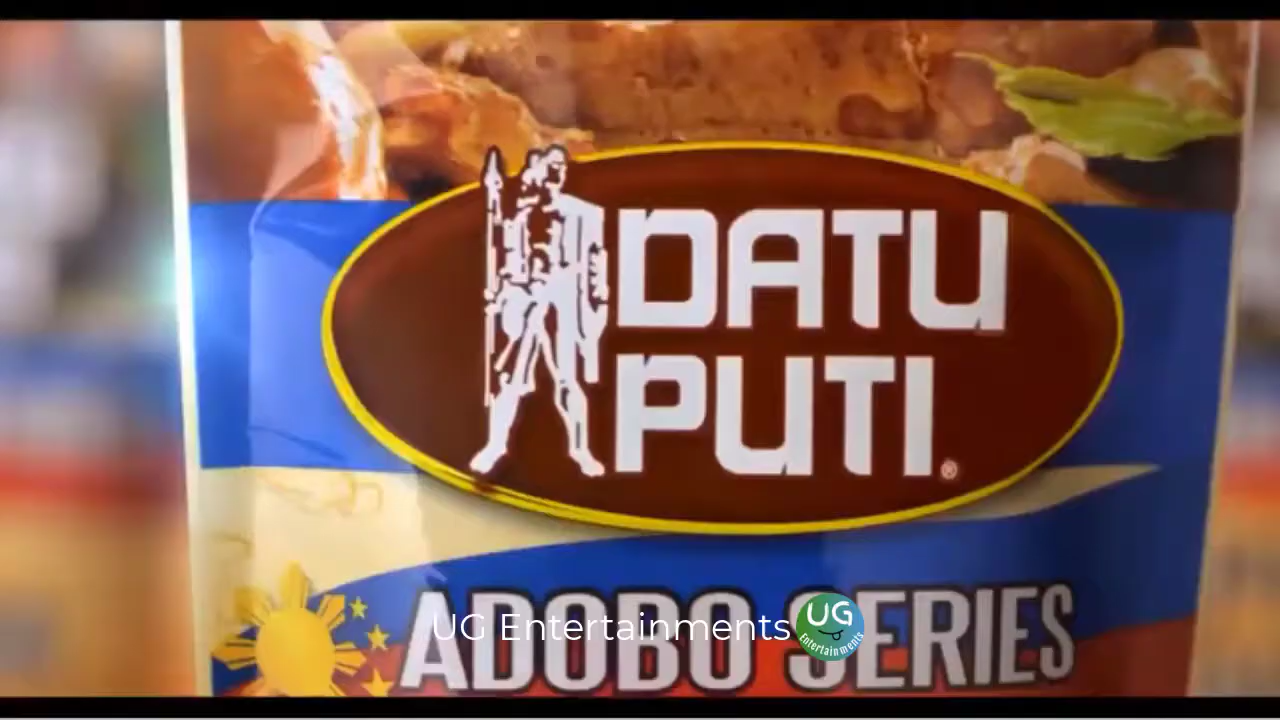 DATU
PUTI®
ADOBO SERIES
UG Entertainments
UG
Entertainments